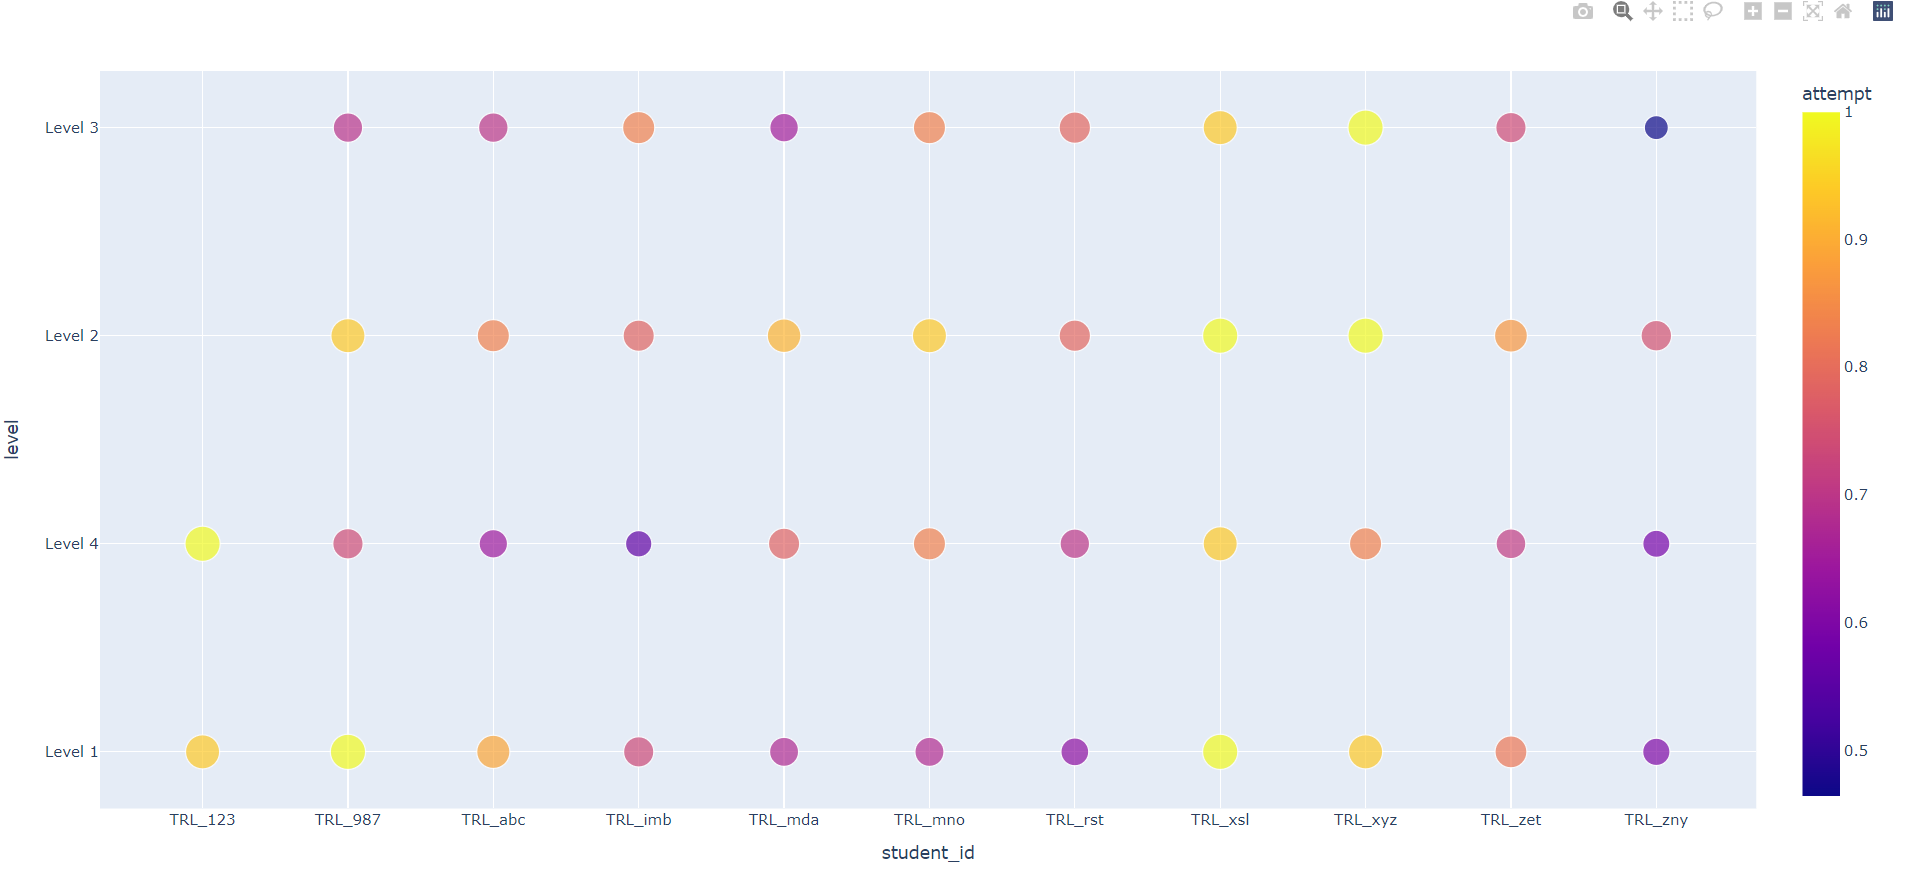 attempt
1
0.9
0.8
0.7
0.6
0.5
level
Level 3
Level 2
Level 4
Level 1
TRL_123 TRL_987 TRL_abc TRL_imb TRL_mda TRL_mno TRL_rst TRL_xsl TRL_xyz TRL_zet TRL_zny
student_id